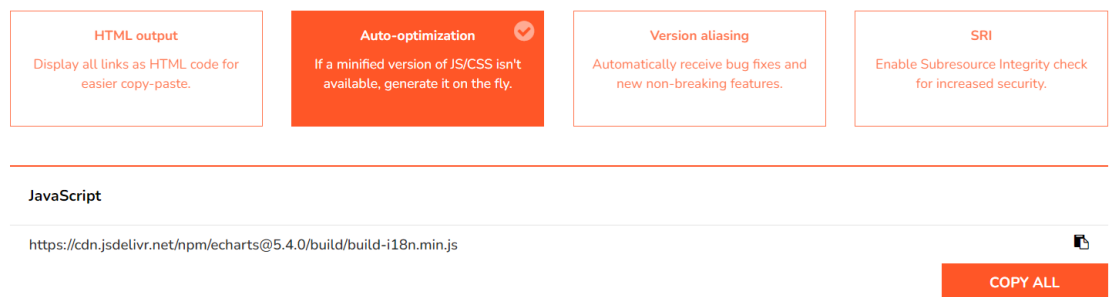 HTML output
Display all links as HTML code for
easier copy-paste.
Auto-optimization
If a minified version of JS/CSS isn't
available, generate it on the fly.
Version aliasing
Automatically receive bug fixes and
new non-breaking features.
SRI
Enable Subresource Integrity check
for increased security.
JavaScript
https://cdn.jsdelivr.net/npm/echarts@5.4.0/build/build-i18n.min.js
COPY ALL